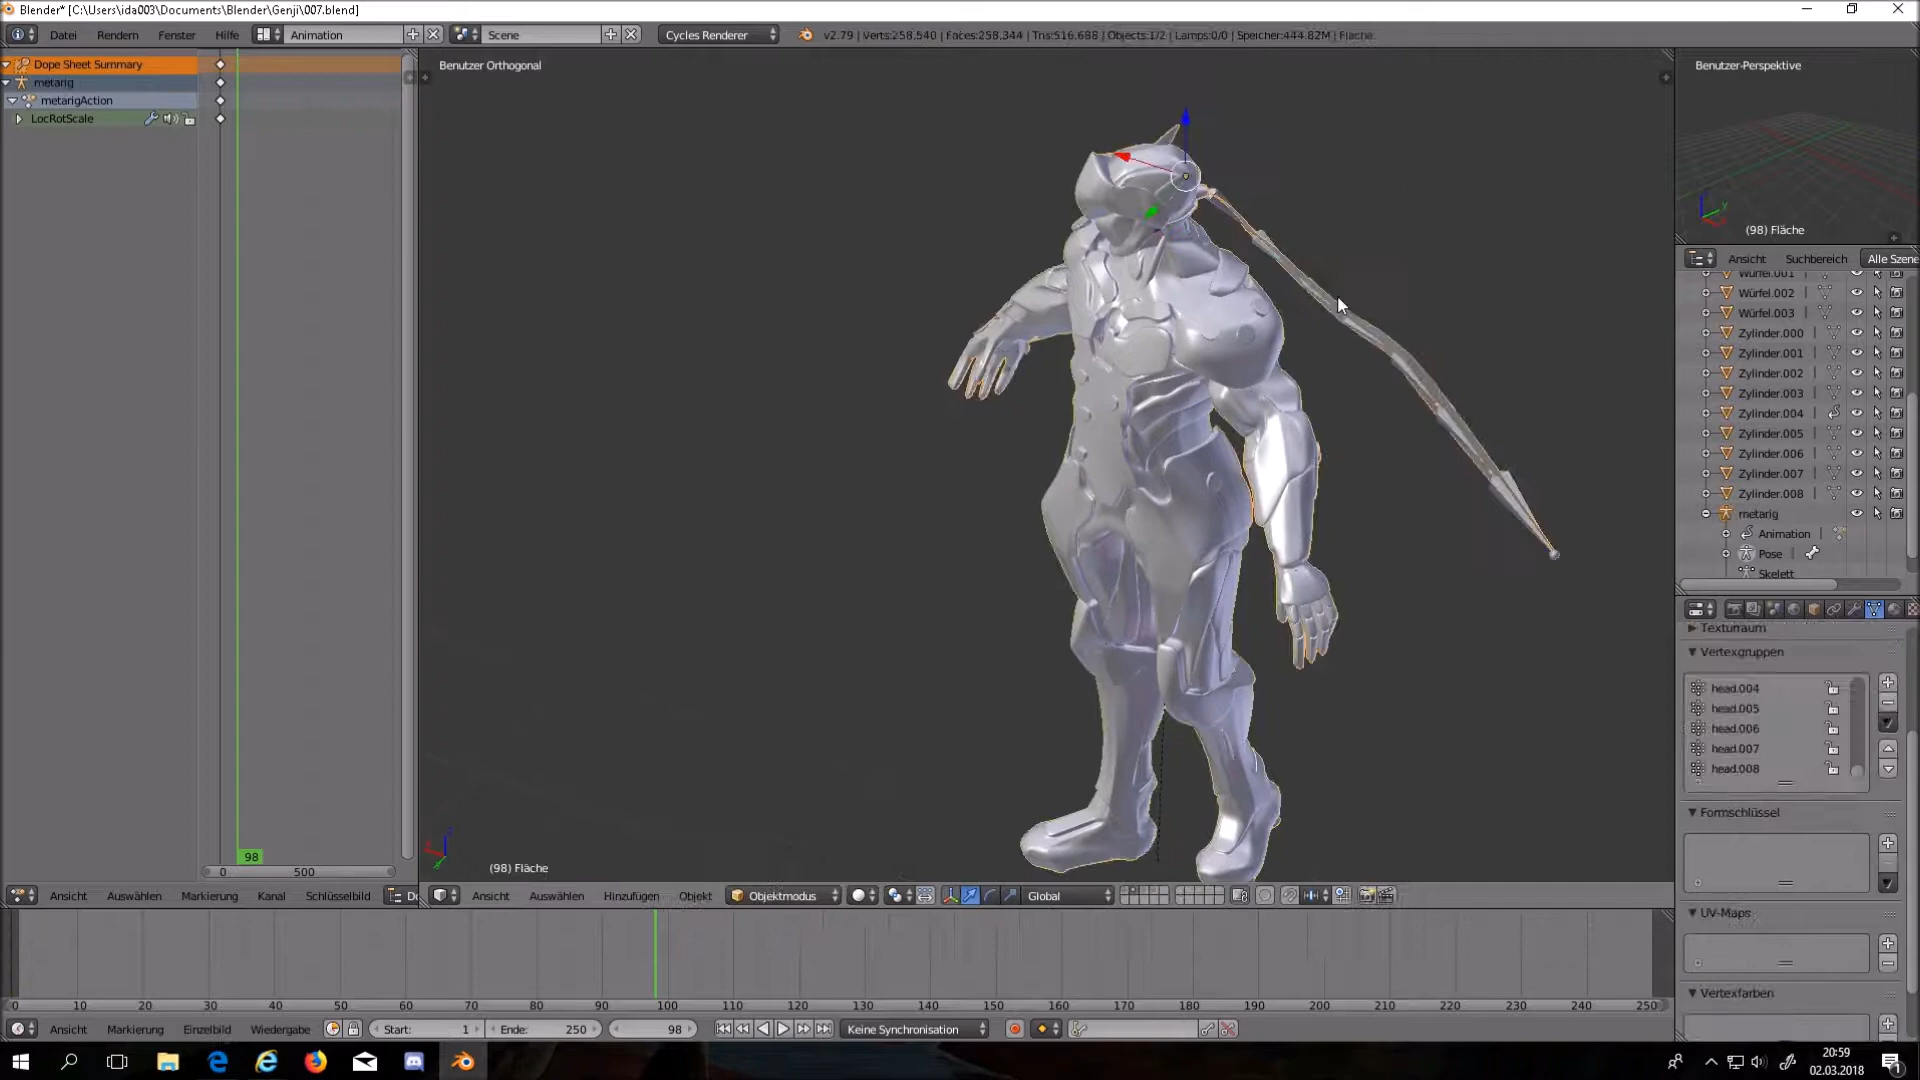 Blender* [C:\Users\ida003\Documents\Blender\Genji\007.blend]
Datei Rendern Fenster Hilfe Animation Scene Cycles Renderer v2.79 | Verts:258.540 | Faces:258.344 | Tris:516.688 | Objects:1/2 | Lamps:0/0 | Speicher:444.82M | Fläche
Dope Sheet Summary
metarig
metarigAction
LocRotScale
Benutzer Orthogonal
Benutzer-Perspektive
(98) Fläche
Ansicht Suchbereich Alle Szene
Würfel.001
Würfel.002
Würfel.003
Zylinder.000
Zylinder.001
Zylinder.002
Zylinder.003
Zylinder.004
Zylinder.005
Zylinder.006
Zylinder.007
Zylinder.008
metarig
Animation
Pose
Skelett
Texturraum
Vertexgruppen
head.004
head.005
head.006
head.007
head.008
Formschlüssel
UV-Maps
Vertexfarben
98
0 500
(98) Fläche
Ansicht Auswählen Markierung Kanal Schlüsselbild Do
Ansicht Auswählen Hinzufügen Objekt Objektmodus Global
0 10 20 30 40 50 60 70 80 90 100 110 120 130 140 150 160 170 180 190 200 210 220 230 240 250
Ansicht Markierung Einzelbild Wiedergabe Start: 1 Ende: 250 98 Keine Synchronisation
20:59
02.03.2018
1